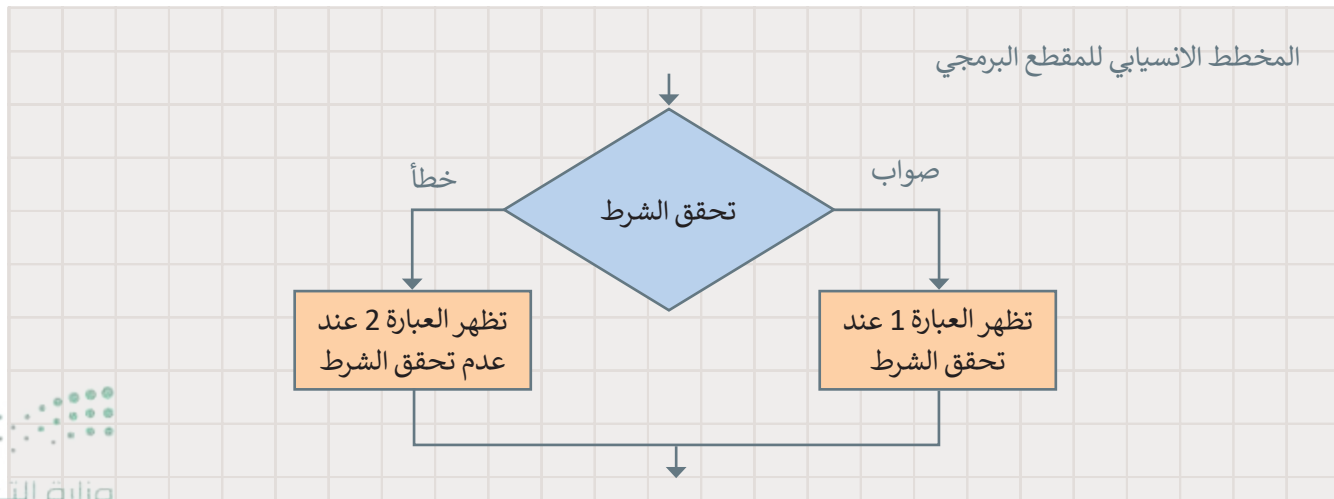 المخطط الانسيابي للمقطع البرمجي
صواب
خطأ
تحقق الشرط
تظهر العبارة 1 عند
تحقق الشرط
تظهر العبارة 2 عند
عدم تحقق الشرط